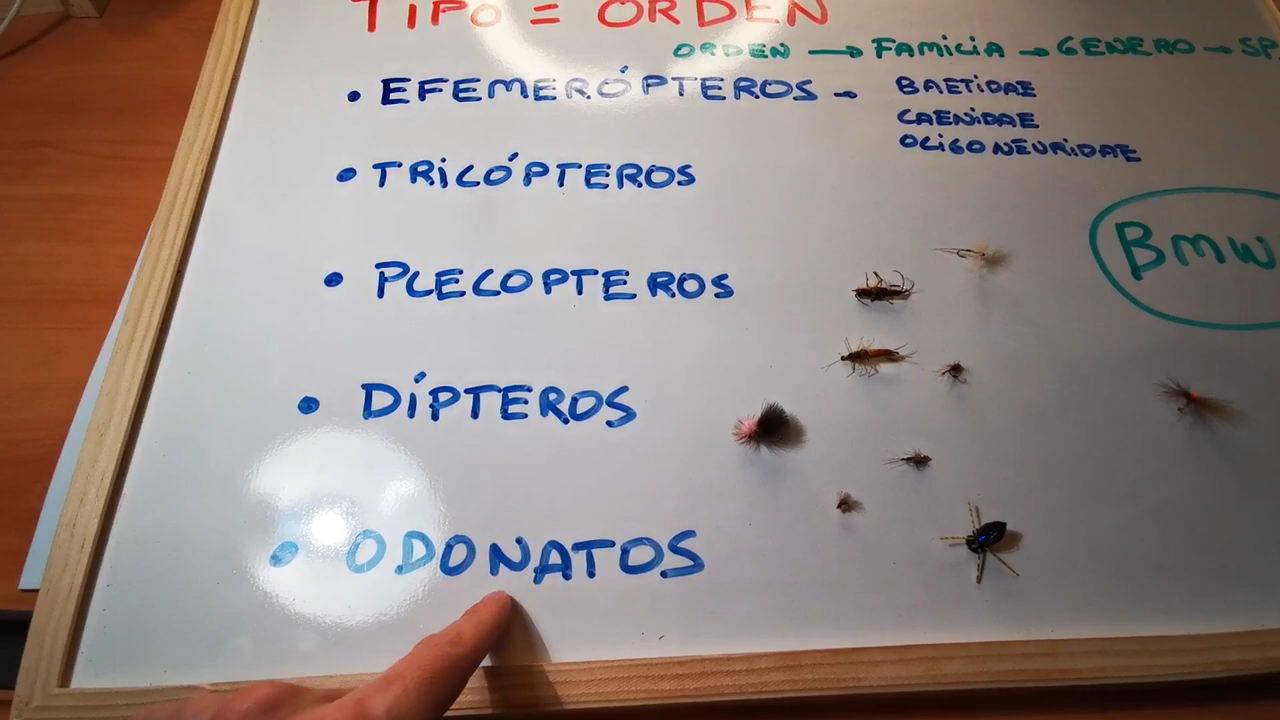 TIPO = ORDEN
ORDEN → FAMILIA → GENERO → SP.
• EFEMERÓPTEROS - BAETIDAE
CAENIDAE
OLIGONEURIDAE
• TRICÓPTEROS
BMW
• PLECOPTEROS
• DÍPTEROS
• ODONATOS